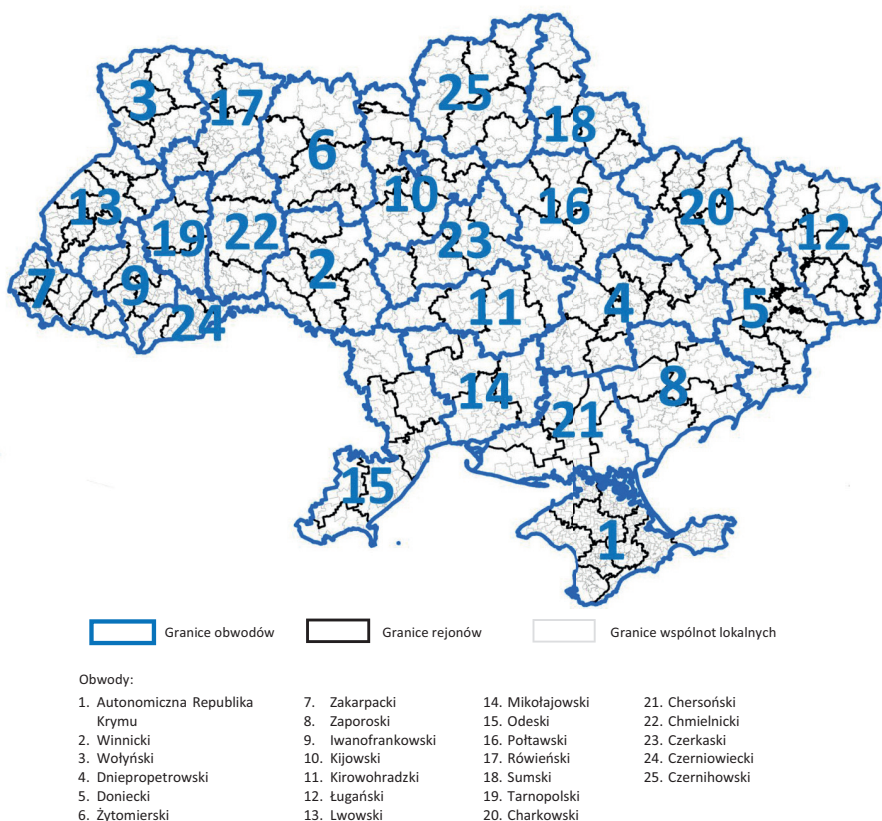 25
3
17
18
6
10
13
16
20
19
22
23
12
2
7
9
24
11
4
5
8
14
21
15
1
Granice obwodów
Granice rejonów
Granice wspólnot lokalnych
Obwody:
1. Autonomiczna Republika
Krymu
2. Winnicki
3. Wołyński
4. Dniepropetrowski
5. Doniecki
6. Żytomierski
7. Zakarpacki
8. Zaporoski
9. Iwanofrankowski
10. Kijowski
11. Kirowohradzki
12. Ługański
13. Lwowski
14. Mikołajowski
15. Odeski
16. Połtawski
17. Rówieński
18. Sumski
19. Tarnopolski
20. Charkowski
21. Chersoński
22. Chmielnicki
23. Czerkaski
24. Czerniowiecki
25. Czernihowski